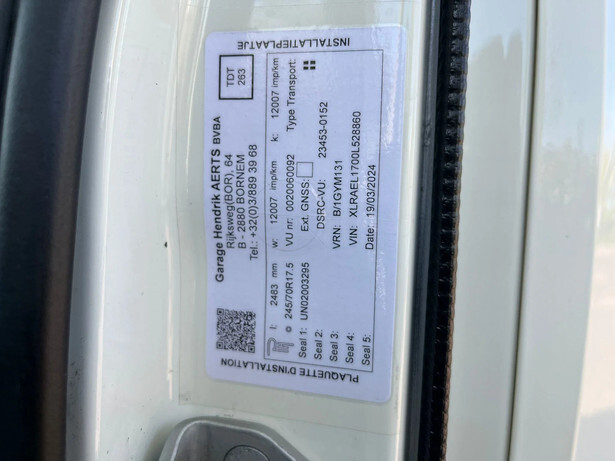 PLAQUETTE D'INSTALLATION
INSTALLATIEPLAATJE
Garage Hendrik AERTS BVBA
Rijksweg(BOR), 64
B - 2880 BORNEM
Tel.: +32(0)3/889 39 68
TDT
263
l: 2483 mm w: 12007 imp/km k: 12007 imp/km
245/70R17.5 VU nr: 0020060092 Type Transport:
Seal 1: UN02003295 Ext. GNSS:
Seal 2: DSRC-VU: 23453-0152
Seal 3: VRN: B/1GYM131
Seal 4: VIN: XLRAEL1700L528860
Seal 5: Date: 19/03/2024